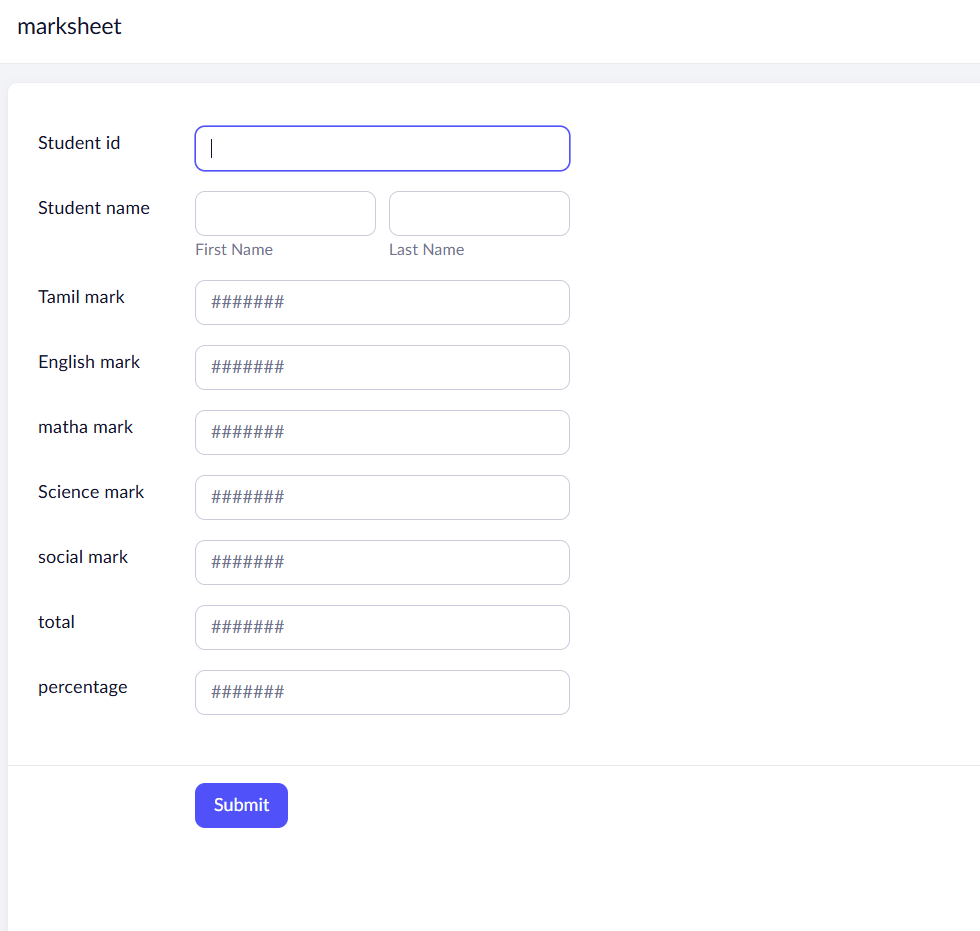 marksheet
Student id
Student name
First Name Last Name
Tamil mark #######
English mark #######
matha mark #######
Science mark #######
social mark #######
total #######
percentage #######
Submit